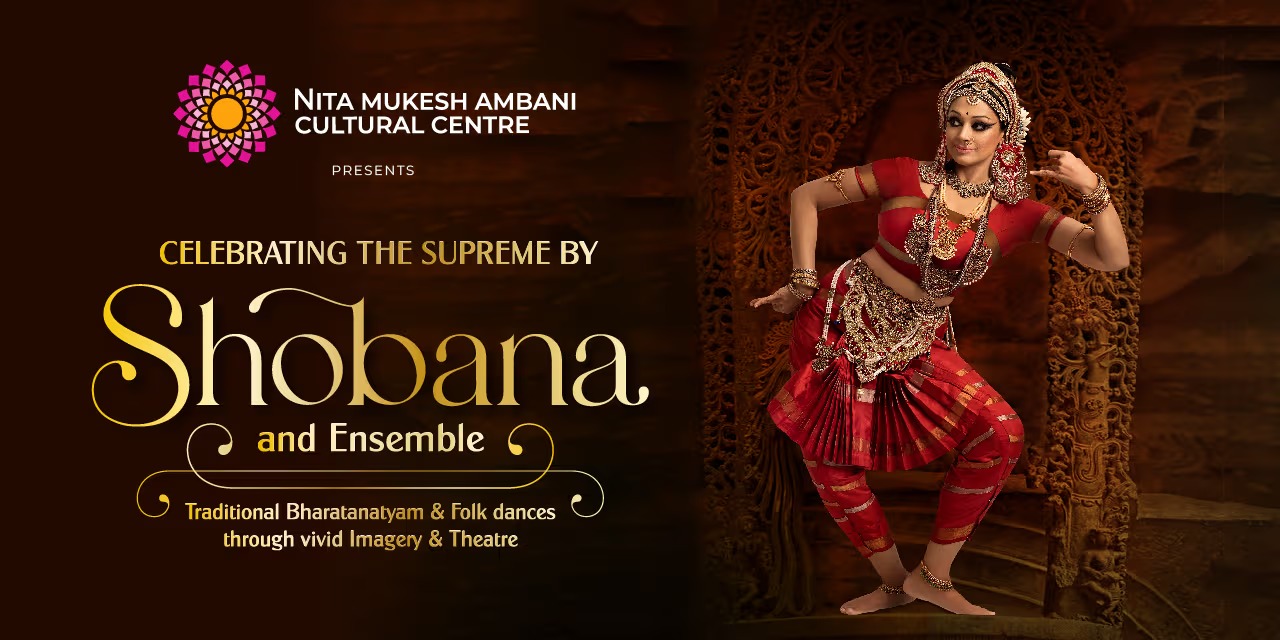 NITA MUKESH AMBANI
CULTURAL CENTRE
PRESENTS
CELEBRATING THE SUPREME BY
Shobana
and Ensemble
Traditional Bharatanatyam & Folk dances
through vivid Imagery & Theatre